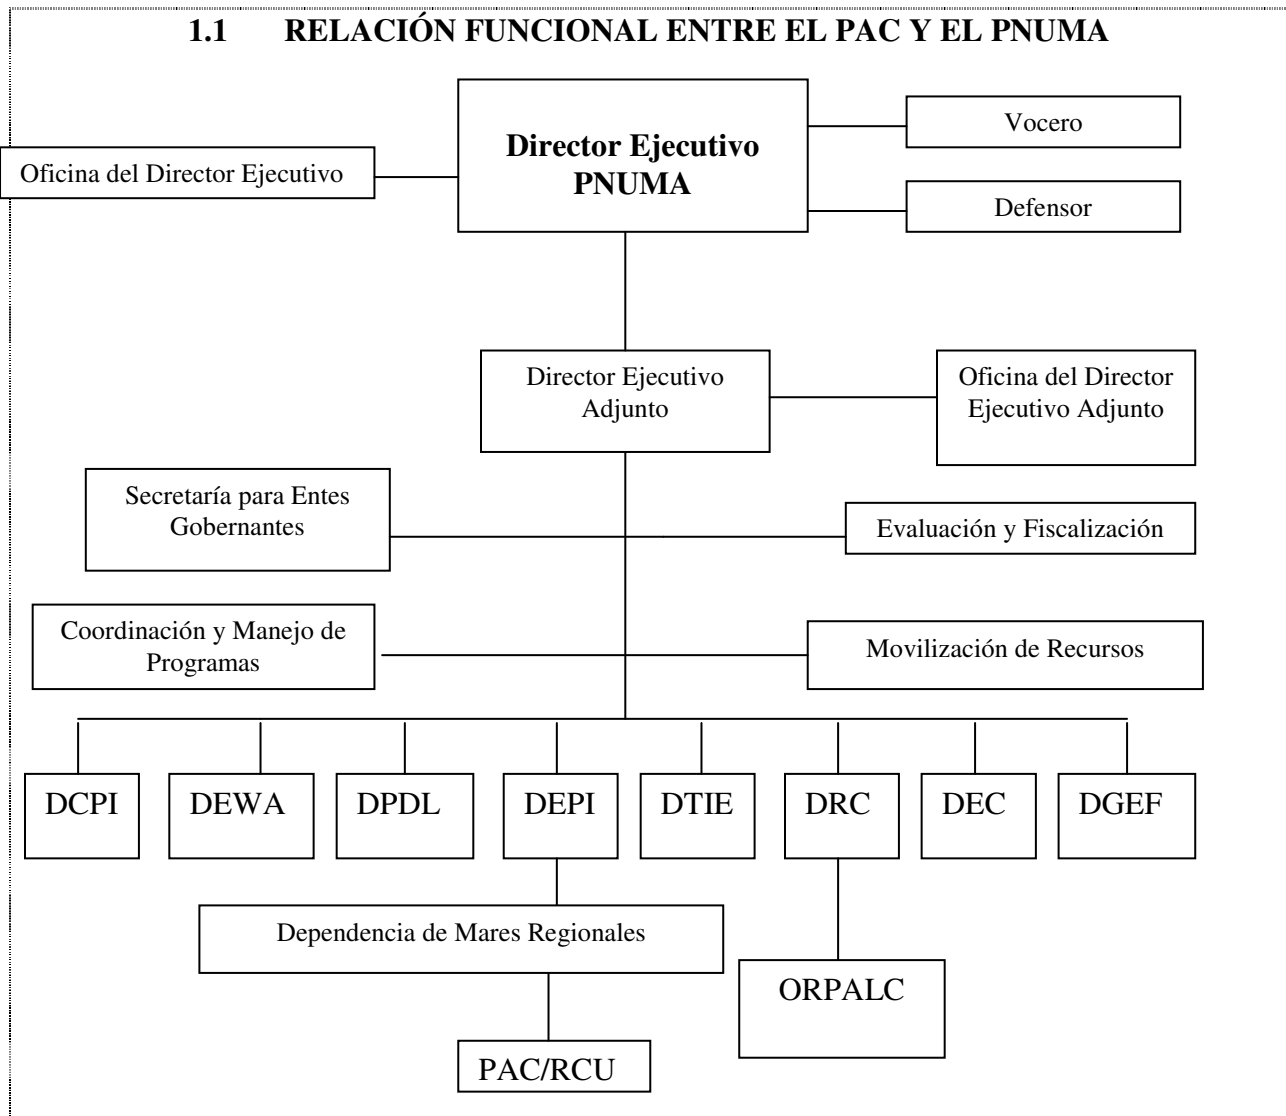 1.1 RELACIÓN FUNCIONAL ENTRE EL PAC Y EL PNUMA
Director Ejecutivo
PNUMA
Vocero
Oficina del Director Ejecutivo
Defensor
Director Ejecutivo
Adjunto
Oficina del Director
Ejecutivo Adjunto
Secretaría para Entes
Gobernantes
Evaluación y Fiscalización
Coordinación y Manejo de
Programas
Movilización de Recursos
DCPI
DEWA
DPDL
DEPI
DTIE
DRC
DEC
DGEF
Dependencia de Mares Regionales
ORPALC
PAC/RCU